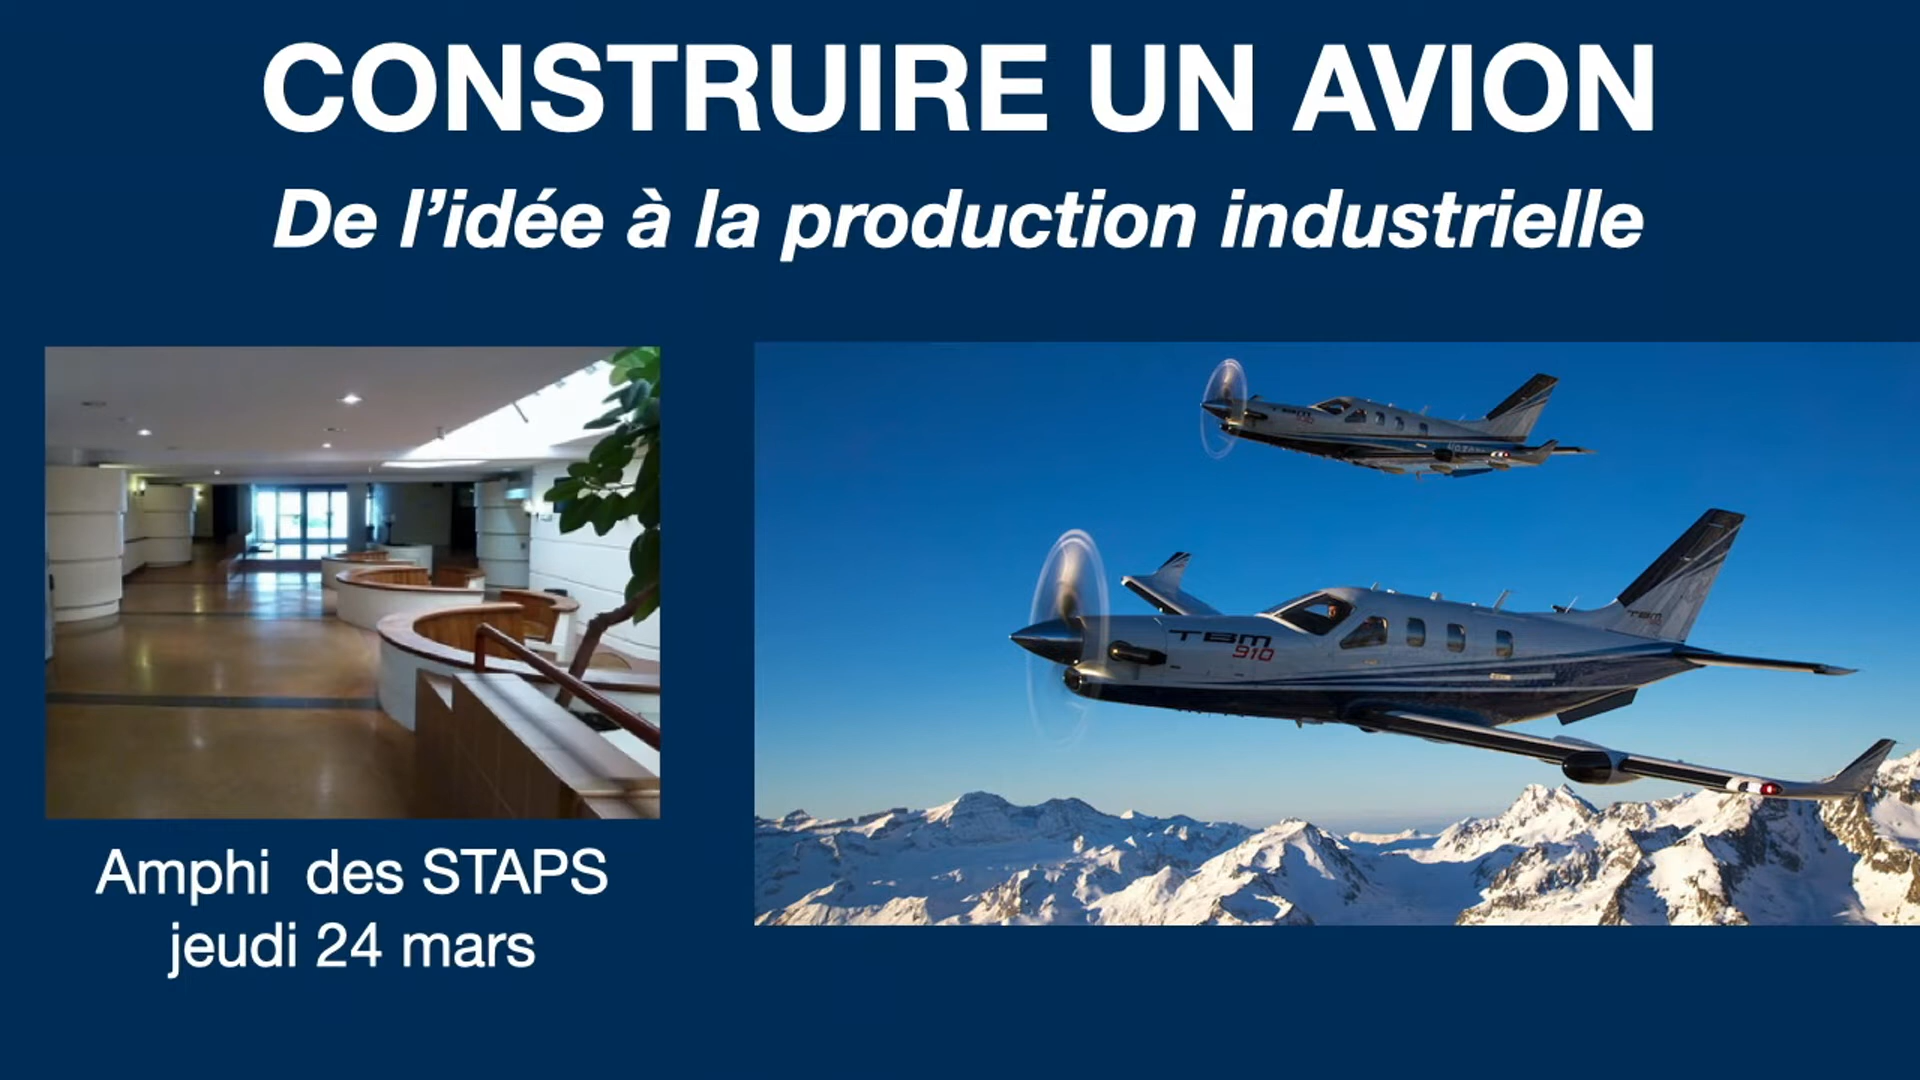 CONSTRUIRE UN AVION
De l’idée à la production industrielle
TBM
910
TBM
Amphi des STAPS
jeudi 24 mars